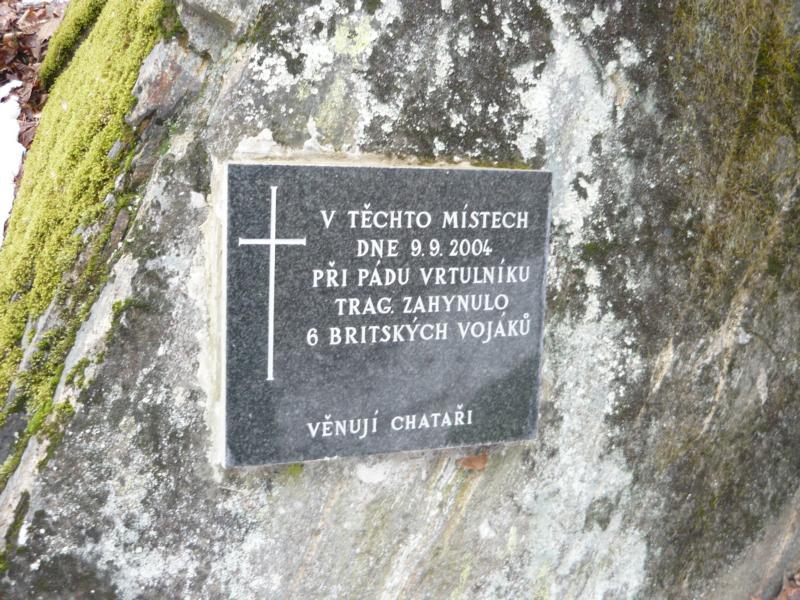 V TĚCHTO MÍSTECH
DNE 9.9.2004
PŘI PÁDU VRTULNÍKU
TRAG. ZAHYNULO
6 BRITSKÝCH VOJÁKŮ
VĚNUJÍ CHATAŘI